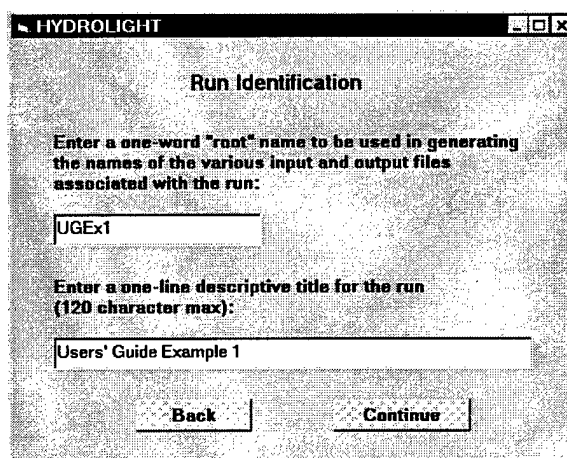 HYDROLIGHT
Run Identification
Enter a one-word "root" name to be used in generating
the names of the various input and output files
associated with the run:
UGEx1
Enter a one-line descriptive title for the run
(120 character max):
Users' Guide Example 1
Back Continue